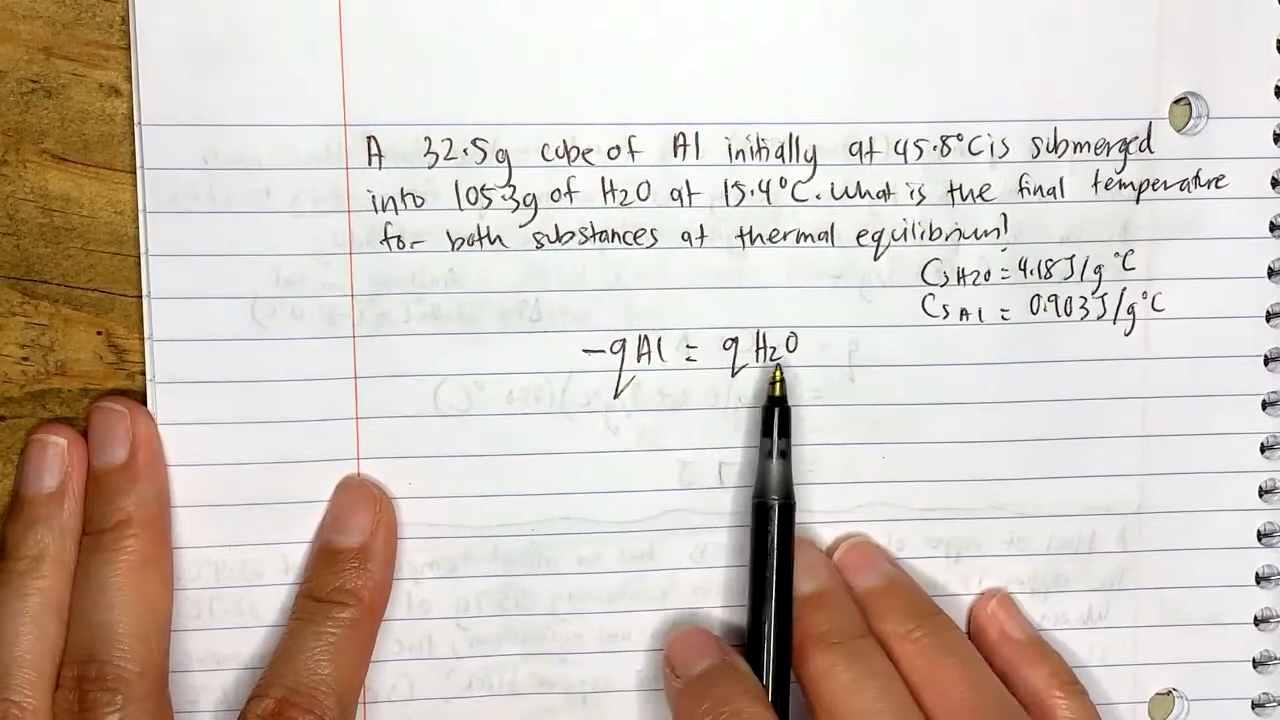 A 32.5g cube of Al initially at 45.8°C is submerged
into 105.3g of H2O at 15.4°C. What is the final temperature
for both substances at thermal equilibrium?
Cs H2O = 4.18 J/g °C
Cs Al = 0.903 J/g°C
-qAl = qH2O